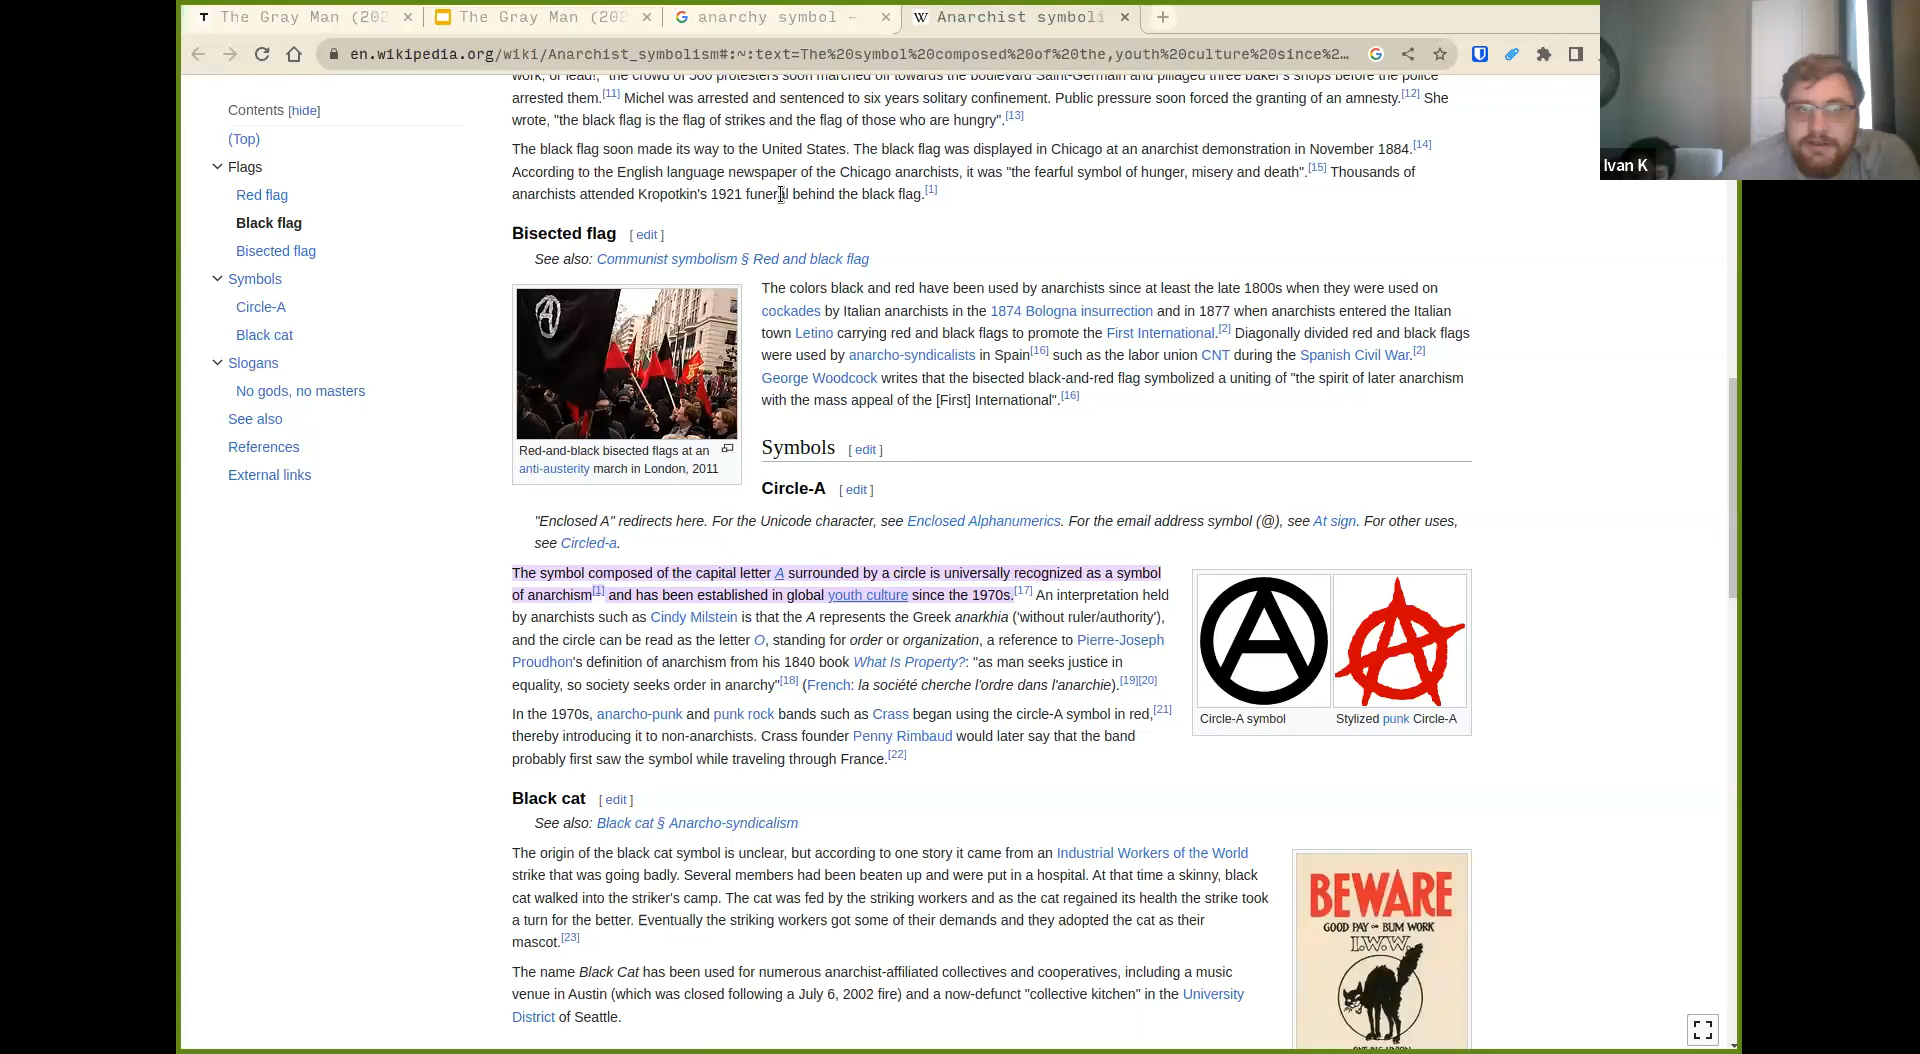 The Gray Man (202
The Gray Man (202
anarchy symbol -
Anarchist symboli
en.wikipedia.org/wiki/Anarchist_symbolism#:~:text=The%20symbol%20composed%20of%20the,youth%20culture%20since%2...
Ivan K
Contents [hide]
(Top)
Flags
Red flag
Black flag
Bisected flag
Symbols
Circle-A
Black cat
Slogans
No gods, no masters
See also
References
External links
work, or lead!," the crowd of 500 protesters soon marched off towards the boulevard Saint-Germain and pillaged three baker's shops before the police
arrested them.[11] Michel was arrested and sentenced to six years solitary confinement. Public pressure soon forced the granting of an amnesty.[12] She
wrote, "the black flag is the flag of strikes and the flag of those who are hungry".[13]
The black flag soon made its way to the United States. The black flag was displayed in Chicago at an anarchist demonstration in November 1884.[14]
According to the English language newspaper of the Chicago anarchists, it was "the fearful symbol of hunger, misery and death".[15] Thousands of
anarchists attended Kropotkin's 1921 funeral behind the black flag.[1]
Bisected flag [ edit ]
See also: Communist symbolism § Red and black flag
Red-and-black bisected flags at an
anti-austerity march in London, 2011
The colors black and red have been used by anarchists since at least the late 1800s when they were used on
cockades by Italian anarchists in the 1874 Bologna insurrection and in 1877 when anarchists entered the Italian
town Letino carrying red and black flags to promote the First International.[2] Diagonally divided red and black flags
were used by anarcho-syndicalists in Spain[16] such as the labor union CNT during the Spanish Civil War.[2]
George Woodcock writes that the bisected black-and-red flag symbolized a uniting of "the spirit of later anarchism
with the mass appeal of the [First] International".[16]
Symbols [ edit ]
Circle-A [ edit ]
"Enclosed A" redirects here. For the Unicode character, see Enclosed Alphanumerics. For the email address symbol (@), see At sign. For other uses,
see Circled-a.
The symbol composed of the capital letter A surrounded by a circle is universally recognized as a symbol
of anarchism[1] and has been established in global youth culture since the 1970s.[17] An interpretation held
by anarchists such as Cindy Milstein is that the A represents the Greek anarkhia ('without ruler/authority'),
and the circle can be read as the letter O, standing for order or organization, a reference to Pierre-Joseph
Proudhon's definition of anarchism from his 1840 book What Is Property?: "as man seeks justice in
equality, so society seeks order in anarchy"[18] (French: la société cherche l'ordre dans l'anarchie).[19][20]
Circle-A symbol
Stylized punk Circle-A
In the 1970s, anarcho-punk and punk rock bands such as Crass began using the circle-A symbol in red,[21]
thereby introducing it to non-anarchists. Crass founder Penny Rimbaud would later say that the band
probably first saw the symbol while traveling through France.[22]
Black cat [ edit ]
See also: Black cat § Anarcho-syndicalism
The origin of the black cat symbol is unclear, but according to one story it came from an Industrial Workers of the World
strike that was going badly. Several members had been beaten up and were put in a hospital. At that time a skinny, black
cat walked into the striker's camp. The cat was fed by the striking workers and as the cat regained its health the strike took
a turn for the better. Eventually the striking workers got some of their demands and they adopted the cat as their
mascot.[23]
The name Black Cat has been used for numerous anarchist-affiliated collectives and cooperatives, including a music
venue in Austin (which was closed following a July 6, 2002 fire) and a now-defunct "collective kitchen" in the University
District of Seattle.
BEWARE
GOOD PAY OR BUM WORK
I.W.W.